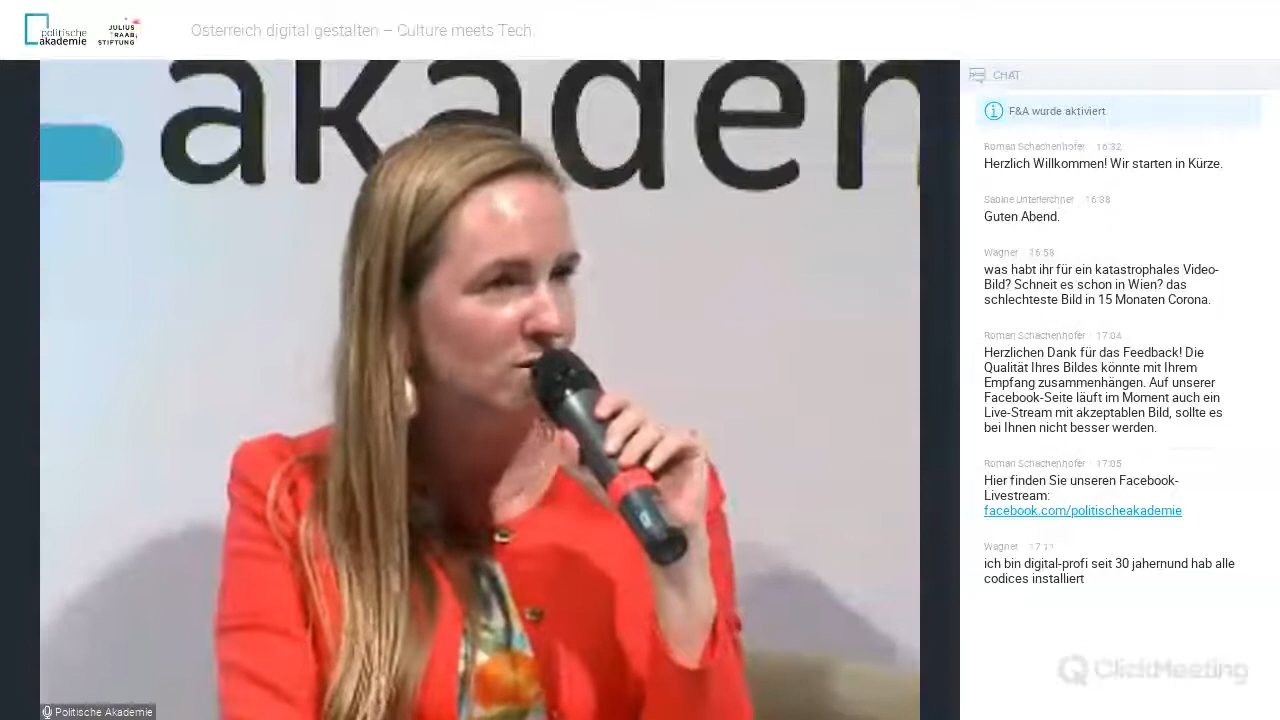 politische
akademie
JULIUS
RAAB
STIFTUNG
Österreich digital gestalten – Culture meets Tech.
akaden
Politische Akademie
CHAT
F&A wurde aktiviert
Roman Schachenhofer 16:32
Herzlich Willkommen! Wir starten in Kürze.
Sabine Unterlerchner 16:38
Guten Abend.
Wagner 16:58
was habt ihr für ein katastrophales Video-
Bild? Schneit es schon in Wien? das
schlechteste Bild in 15 Monaten Corona.
Roman Schachenhofer 17:04
Herzlichen Dank für das Feedback! Die
Qualität Ihres Bildes könnte mit Ihrem
Empfang zusammenhängen. Auf unserer
Facebook-Seite läuft im Moment auch ein
Live-Stream mit akzeptablen Bild, sollte es
bei Ihnen nicht besser werden.
Roman Schachenhofer 17:05
Hier finden Sie unseren Facebook-
Livestream:
facebook.com/politischeakademie
Wagner
ich bin digital-profi seit 30 jahernund hab alle
codices installiert
ClickMeeting